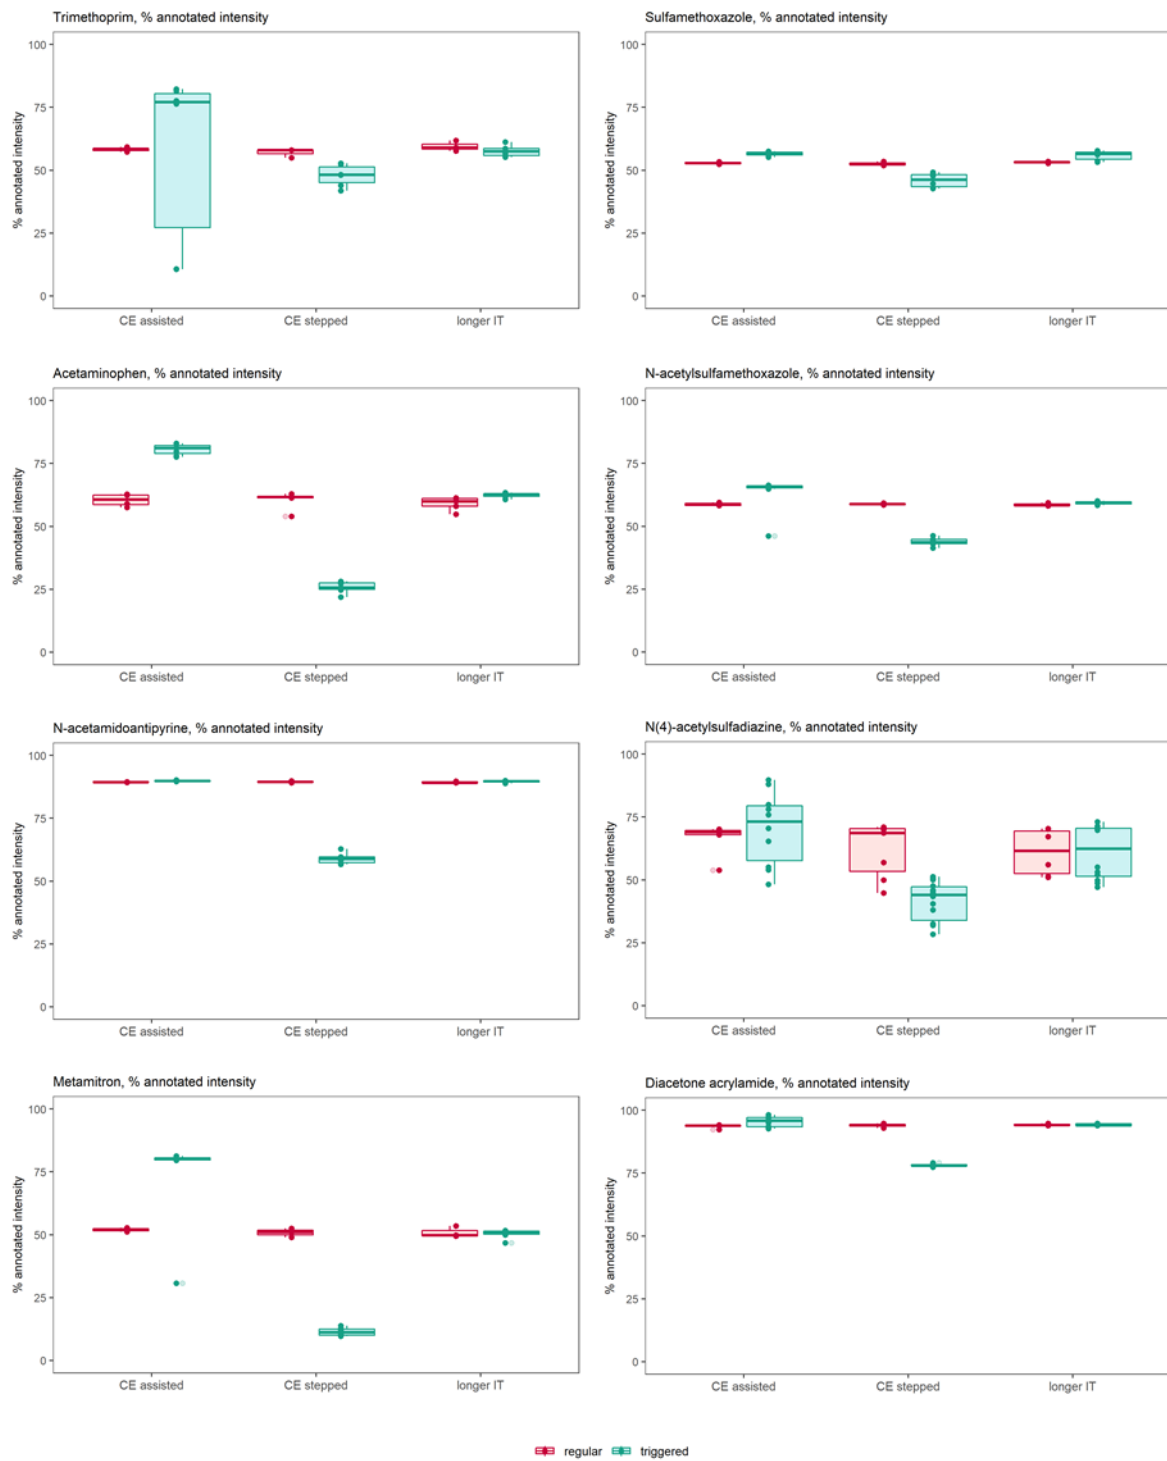 Trimethoprim, % annotated intensity
% annotated intensity
100
75
50
25
0
CE assisted CE stepped longer IT
Sulfamethoxazole, % annotated intensity
% annotated intensity
100
75
50
25
0
CE assisted CE stepped longer IT
Acetaminophen, % annotated intensity
% annotated intensity
100
75
50
25
0
CE assisted CE stepped longer IT
N-acetylsulfamethoxazole, % annotated intensity
% annotated intensity
100
75
50
25
0
CE assisted CE stepped longer IT
N-acetamidoantipyrine, % annotated intensity
% annotated intensity
100
75
50
25
0
CE assisted CE stepped longer IT
N(4)-acetylsulfadiazine, % annotated intensity
% annotated intensity
100
75
50
25
0
CE assisted CE stepped longer IT
Metamitron, % annotated intensity
% annotated intensity
100
75
50
25
0
CE assisted CE stepped longer IT
Diacetone acrylamide, % annotated intensity
% annotated intensity
100
75
50
25
0
CE assisted CE stepped longer IT
regular triggered